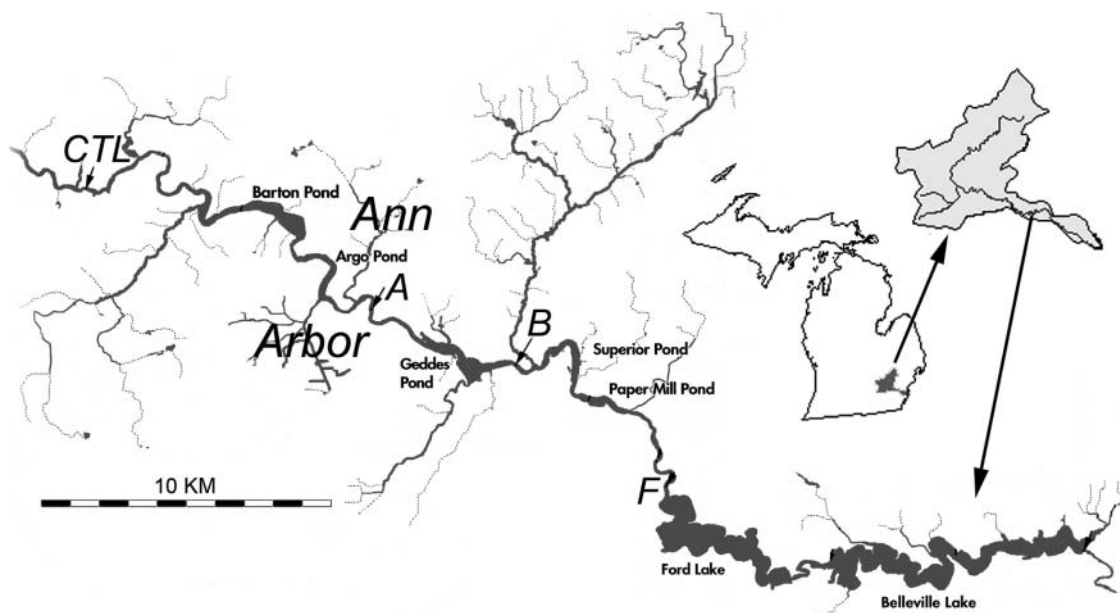 CTL
Barton Pond
Ann
Argo Pond
A
Arbor
B
Geddes
Pond
Superior Pond
Paper Mill Pond
10 KM
F
Ford Lake
Belleville Lake